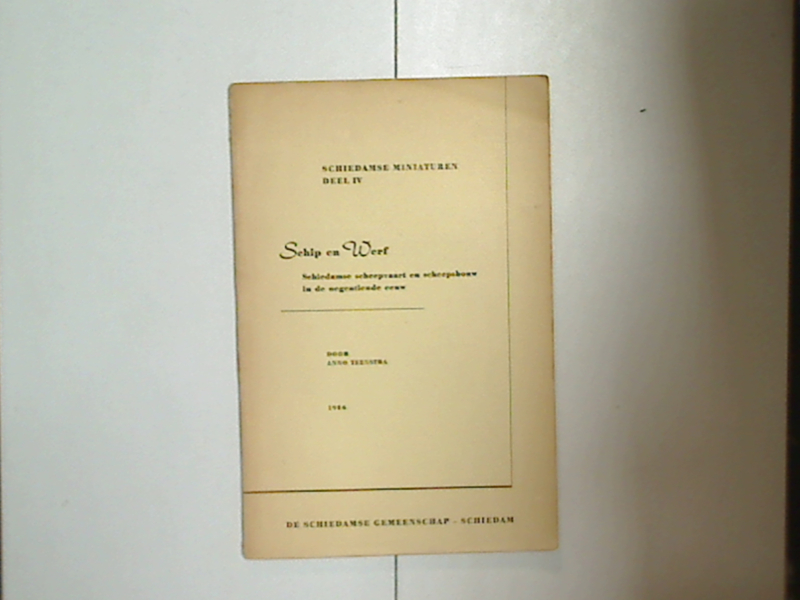 SCHIEDAMSE MINIATUREN
DEEL IV
Schip en Werf
Schiedamse scheepvaart en scheepsbouw
in de negentiende eeuw
DOOR
ANNO TEENSTRA
DE SCHIEDAMSE GEMEENSCHAP – SCHIEDAM